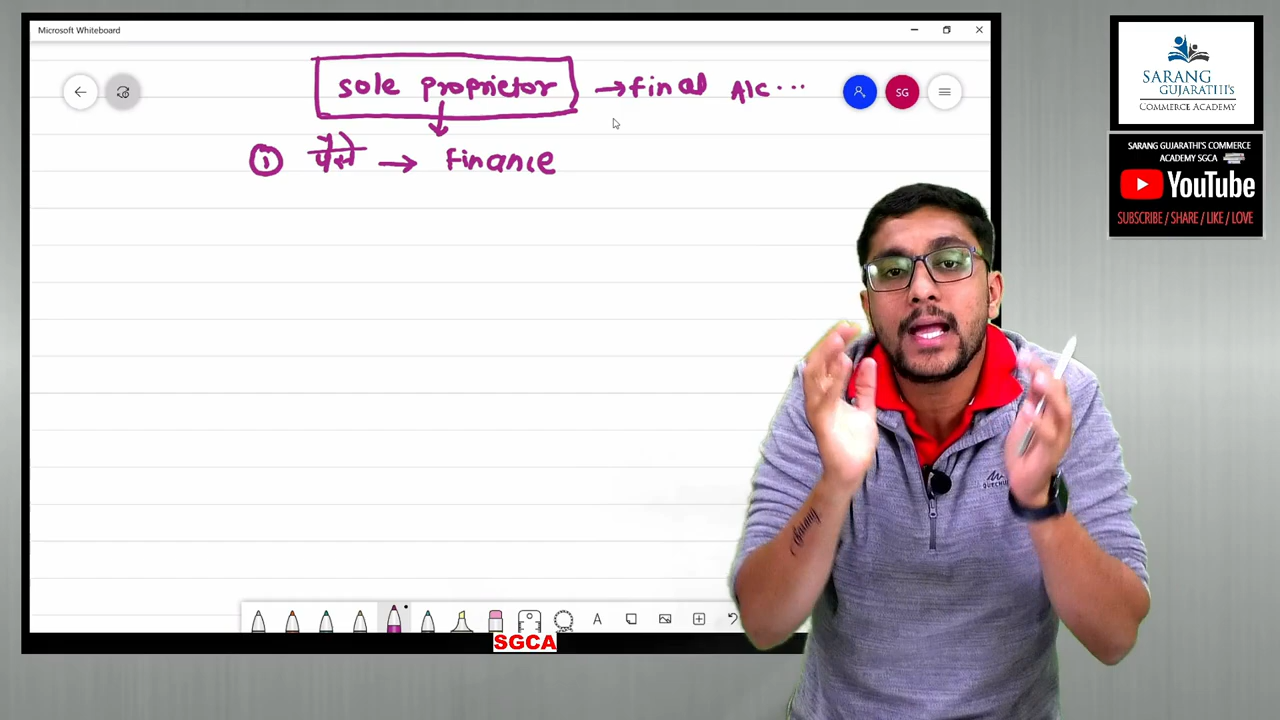 Microsoft Whiteboard
sole proprietor → Final A/c...
① → Finance
SG
SARANG
GUJARATHI'S
COMMERCE ACADEMY
SARANG GUJARATHI'S COMMERCE
ACADEMY SGCA
YouTube
SUBSCRIBE / SHARE / LIKE / LOVE
A
SGCA